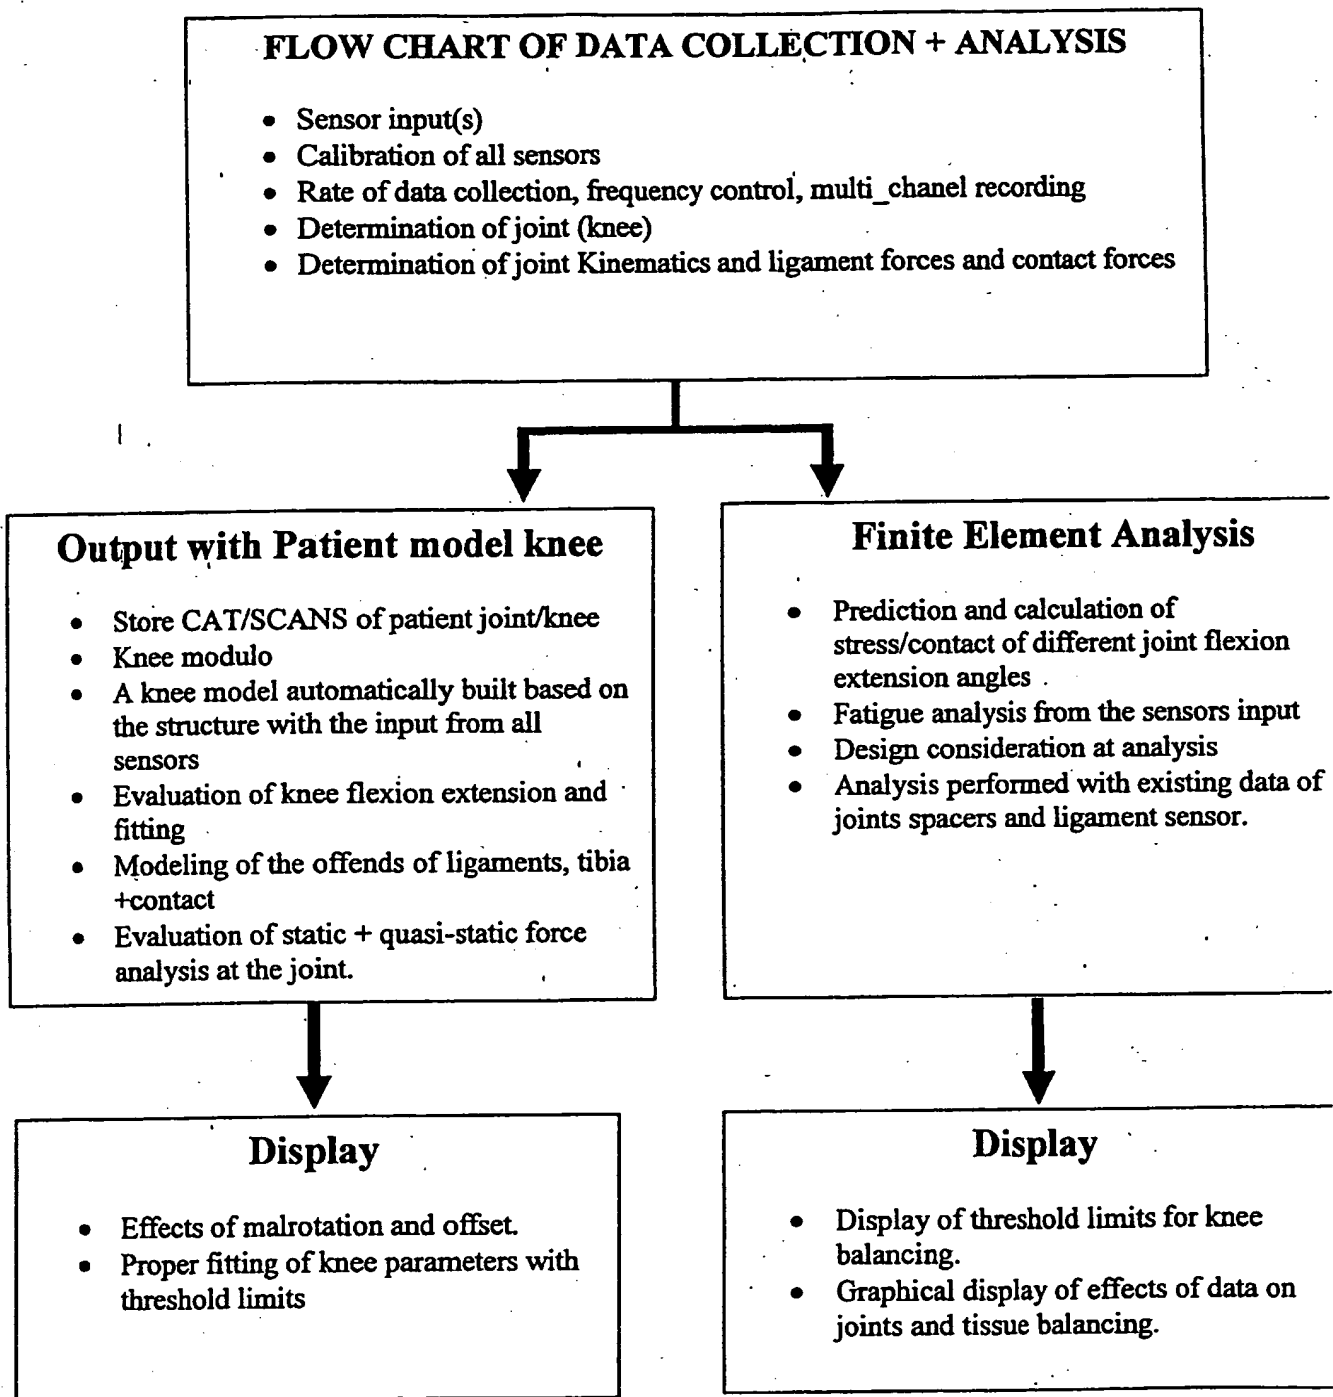 FLOW CHART OF DATA COLLECTION + ANALYSIS
• Sensor input(s)
• Calibration of all sensors
• Rate of data collection, frequency control, multi_chanel recording
• Determination of joint (knee)
• Determination of joint Kinematics and ligament forces and contact forces
Output with Patient model knee
• Store CAT/SCANS of patient joint/knee
• Knee modulo
• A knee model automatically built based on
the structure with the input from all
sensors
• Evaluation of knee flexion extension and
fitting
• Modeling of the offends of ligaments, tibia
+contact
• Evaluation of static + quasi-static force
analysis at the joint.
Finite Element Analysis
• Prediction and calculation of
stress/contact of different joint flexion
extension angles .
• Fatigue analysis from the sensors input
• Design consideration at analysis
• Analysis performed with existing data of
joints spacers and ligament sensor.
Display
• Effects of malrotation and offset.
• Proper fitting of knee parameters with
threshold limits
Display
• Display of threshold limits for knee
balancing.
• Graphical display of effects of data on
joints and tissue balancing.